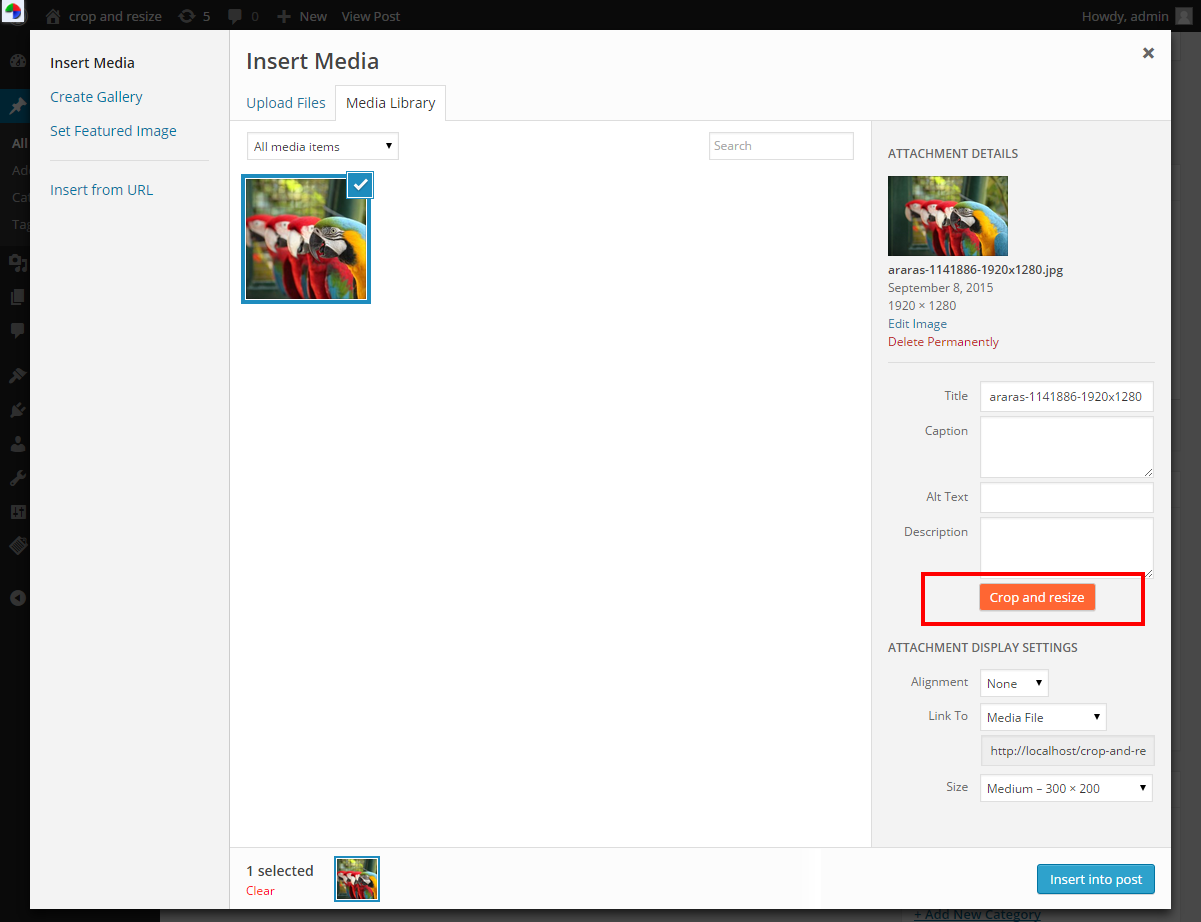 crop and resize
5
0
New
View Post
Howdy, admin
All
Insert Media
Create Gallery
Set Featured Image
Insert from URL
Insert Media
Upload Files
Media Library
All media items
Search
ATTACHMENT DETAILS
araras-1141886-1920x1280.jpg
September 8, 2015
1920 × 1280
Edit Image
Delete Permanently
Title
araras-1141886-1920x1280
Caption
Alt Text
Description
Crop and resize
ATTACHMENT DISPLAY SETTINGS
Alignment
None
Link To
Media File
http://localhost/crop-and-re
Size
Medium – 300 × 200
1 selected
Clear
Insert into post
+ Add New Category